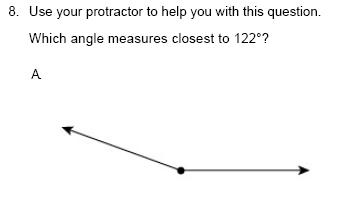 8. Use your protractor to help you with this question.
Which angle measures closest to 122°?
A.